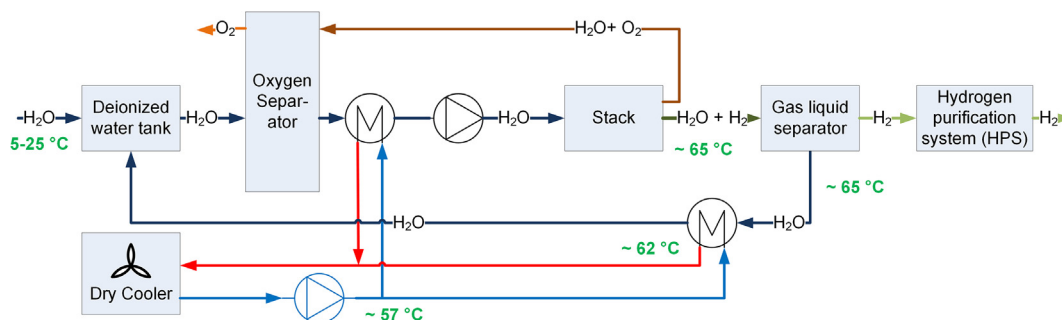 O₂
H₂O+ O₂
H₂O
5-25 °C
Deionized
water tank
H₂O
Oxygen
Separ-
ator
M
H₂O
Stack
H₂O + H₂
~ 65 °C
Gas liquid
separator
H₂
Hydrogen
purification
system (HPS)
H₂
~ 65 °C
H₂O
M
H₂O
~ 62 °C
Dry Cooler
~ 57 °C